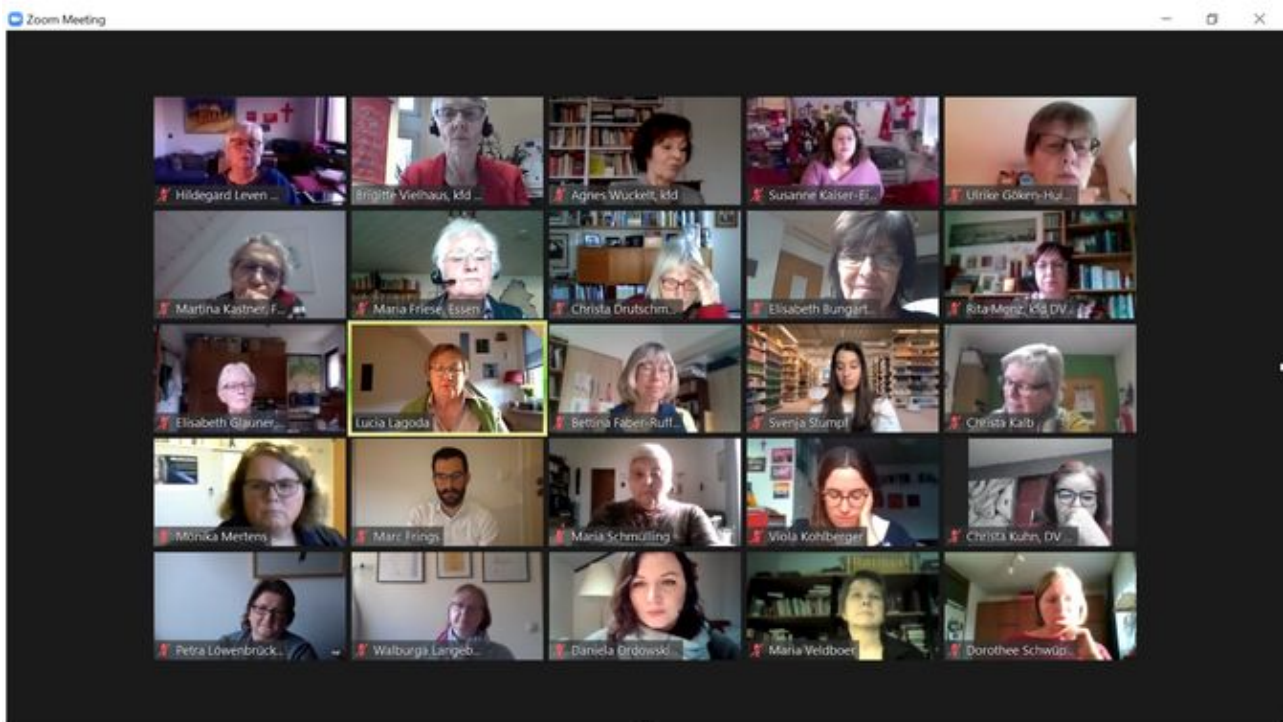 Zoom Meeting
Hildegard Leven ...
Brigitte Vielhaus, kfd ...
Agnes Wuckelt, kfd
Susanne Kaiser-Ei...
Ulrike Göken-Hui...
Martina Kastner, F...
Maria Friese, Essen
Christa Drutschm...
Elisabeth Bungart...
Rita Monz, kfd DV...
Elisabeth Glauner,...
Lucia Lagoda
Bettina Faber-Ruff...
Svenja Stumpf
Christa Kalb
Monika Mertens
Marc Frings
Maria Schmülling
Viola Kohlberger
Christa Kuhn, DV ...
Petra Löwenbrück...
Walburga Langeb...
Daniela Ordowski...
Maria Veldboer
Dorothee Schwüp...